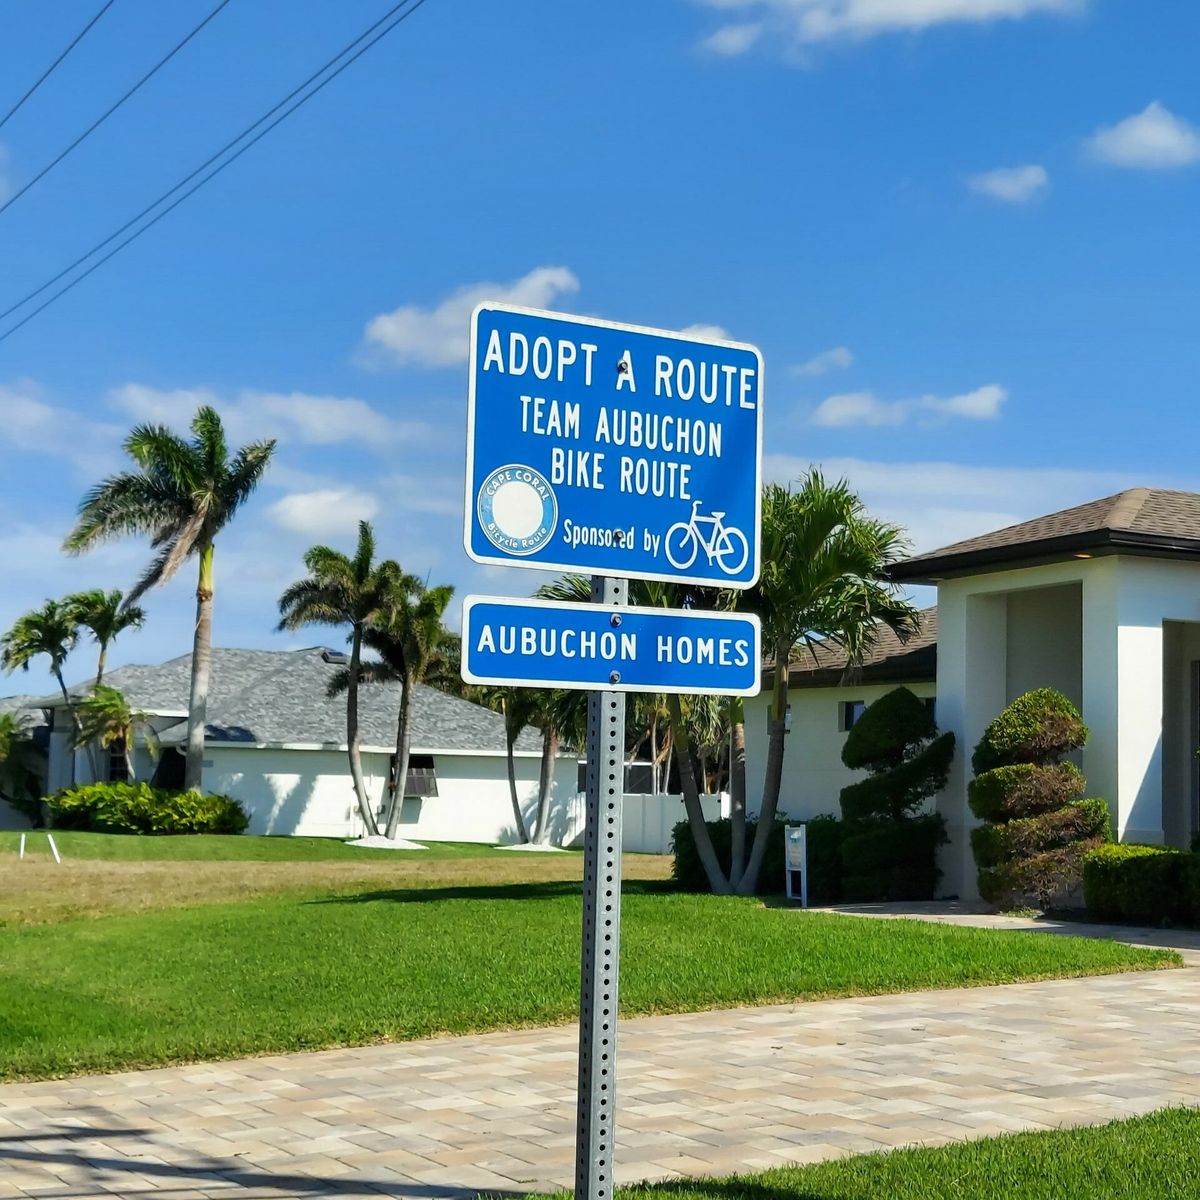 ADOPT A ROUTE
TEAM AUBUCHON
BIKE ROUTE
CAPE CORAL
Bicycle Route
Sponsored by
AUBUCHON HOMES